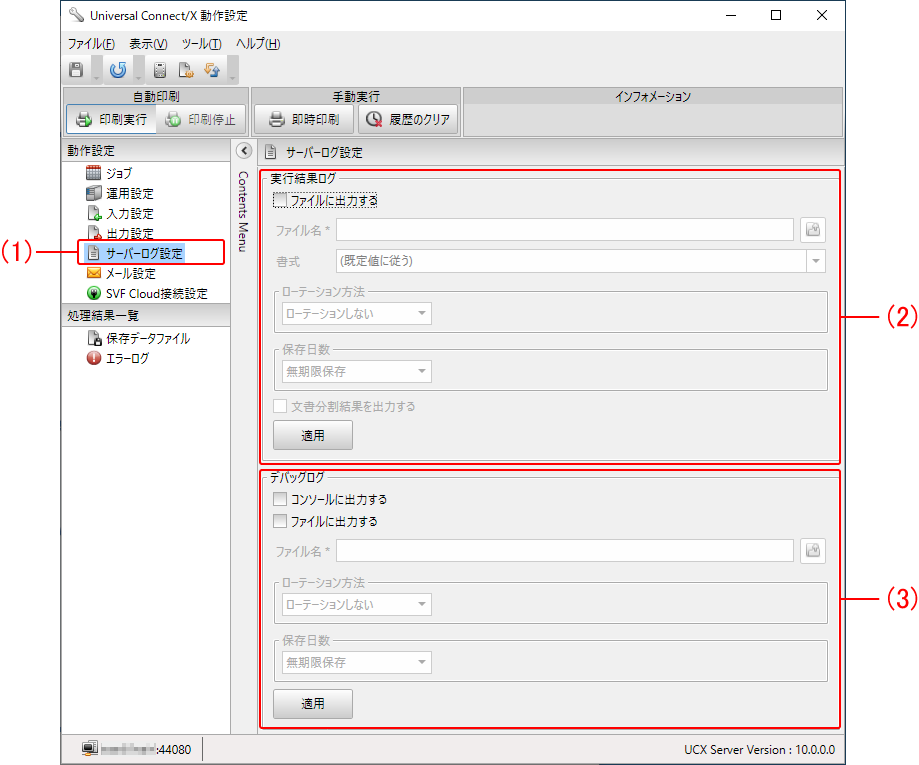 Universal Connect/X 動作設定
ファイル(F) 表示(V) ツール(T) ヘルプ(H)
自動印刷 手動実行 インフォメーション
印刷実行 印刷停止 即時印刷 履歴のクリア
動作設定
ジョブ
運用設定
入力設定
出力設定
(1)
サーバーログ設定
メール設定
SVF Cloud接続設定
処理結果一覧
保存データファイル
エラーログ
Contents Menu
サーバーログ設定
実行結果ログ
ファイルに出力する
ファイル名 *
書式 (既定値に従う)
ローテーション方法
ローテーションしない
(2)
保存日数
無期限保存
文書分割結果を出力する
適用
デバッグログ
コンソールに出力する
ファイルに出力する
ファイル名 *
ローテーション方法
ローテーションしない
(3)
保存日数
無期限保存
適用
:44080
UCX Server Version : 10.0.0.0